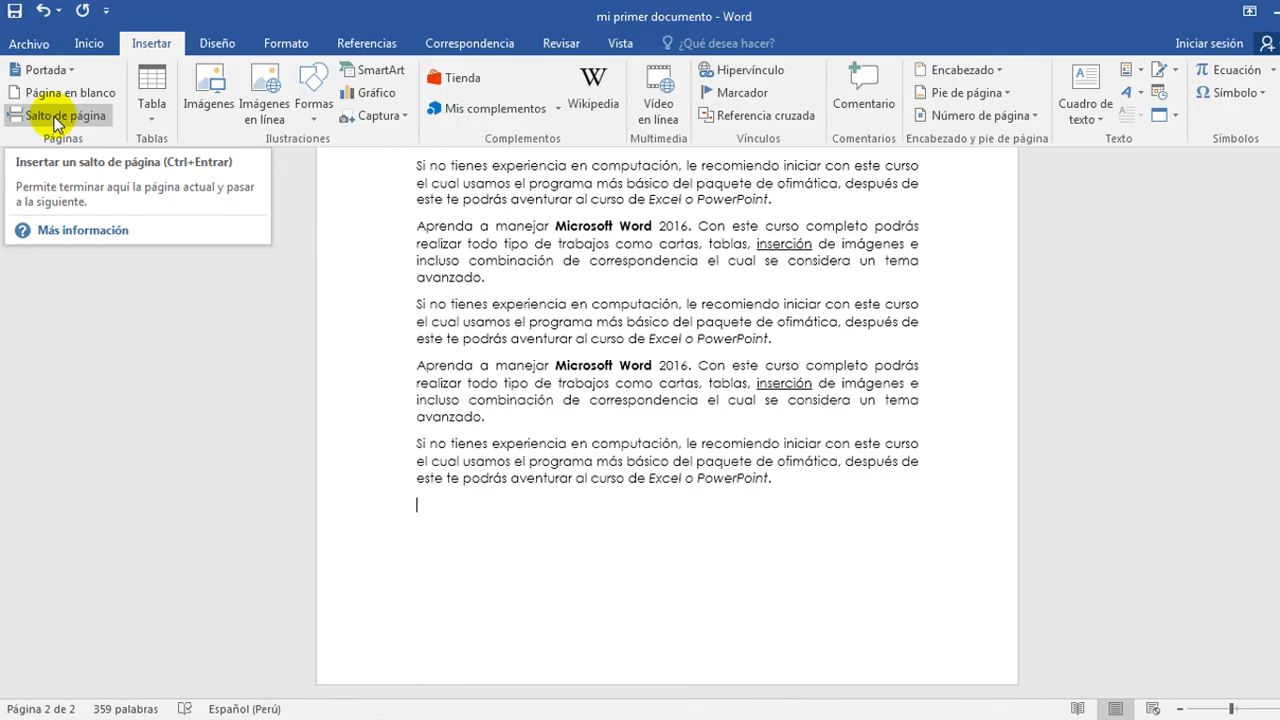 mi primer documento - Word
Archivo Inicio Insertar Diseño Formato Referencias Correspondencia Revisar Vista ¿Qué desea hacer? Iniciar sesión
Portada
Página en blanco
Salto de página
Páginas
Tabla
Tablas
Imágenes
Imágenes en línea
Formas
SmartArt
Gráfico
Captura
Ilustraciones
Tienda
Mis complementos
Wikipedia
Complementos
Vídeo en línea
Multimedia
Hipervínculo
Marcador
Referencia cruzada
Vínculos
Comentario
Comentarios
Encabezado
Pie de página
Número de página
Encabezado y pie de página
Cuadro de texto
Texto
Ecuación
Símbolo
Símbolos
Insertar un salto de página (Ctrl+Entrar)
Permite terminar aquí la página actual y pasar
a la siguiente.
Más información
Si no tienes experiencia en computación, le recomiendo iniciar con este curso
el cual usamos el programa más básico del paquete de ofimática, después de
este te podrás aventurar al curso de Excel o PowerPoint.
Aprenda a manejar Microsoft Word 2016. Con este curso completo podrás
realizar todo tipo de trabajos como cartas, tablas, inserción de imágenes e
incluso combinación de correspondencia el cual se considera un tema
avanzado.
Si no tienes experiencia en computación, le recomiendo iniciar con este curso
el cual usamos el programa más básico del paquete de ofimática, después de
este te podrás aventurar al curso de Excel o PowerPoint.
Aprenda a manejar Microsoft Word 2016. Con este curso completo podrás
realizar todo tipo de trabajos como cartas, tablas, inserción de imágenes e
incluso combinación de correspondencia el cual se considera un tema
avanzado.
Si no tienes experiencia en computación, le recomiendo iniciar con este curso
el cual usamos el programa más básico del paquete de ofimática, después de
este te podrás aventurar al curso de Excel o PowerPoint.
Página 2 de 2 359 palabras Español (Perú)